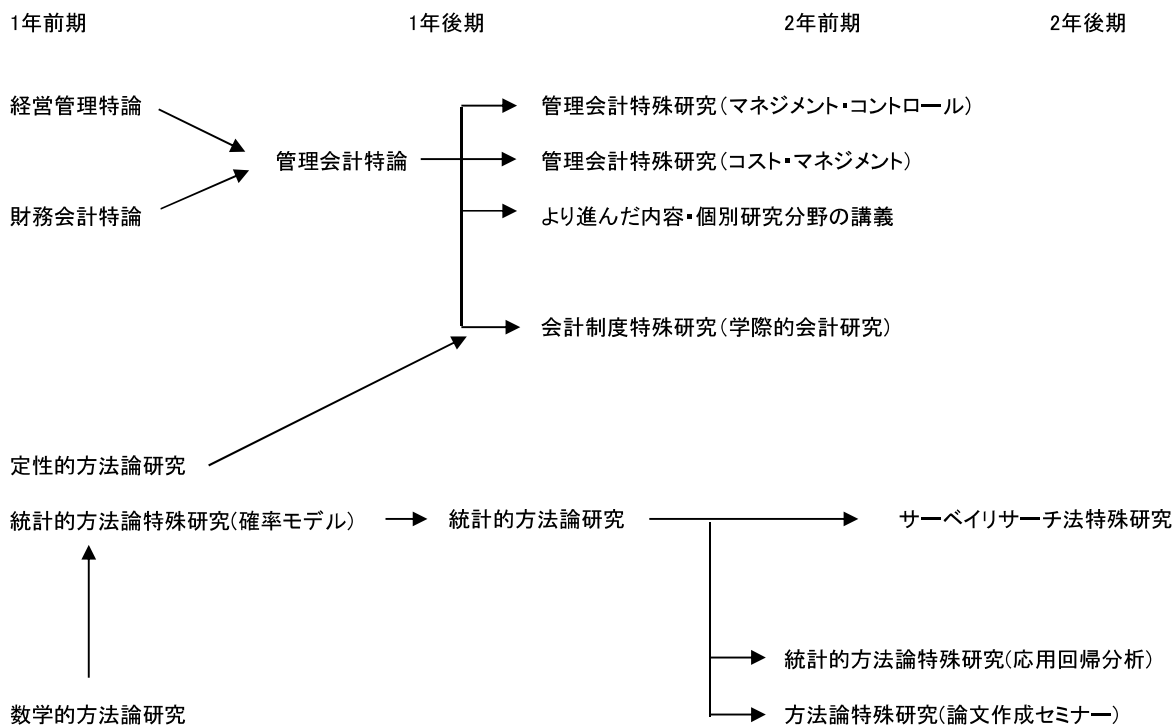 1年前期 1年後期 2年前期 2年後期
経営管理特論 管理会計特殊研究(マネジメント・コントロール)
管理会計特論 管理会計特殊研究(コスト・マネジメント)
財務会計特論 より進んだ内容・個別研究分野の講義
会計制度特殊研究(学際的会計研究)
定性的方法論研究
統計的方法論特殊研究(確率モデル) 統計的方法論研究 サーベイリサーチ法特殊研究
統計的方法論特殊研究(応用回帰分析)
数学的方法論研究 方法論特殊研究(論文作成セミナー)